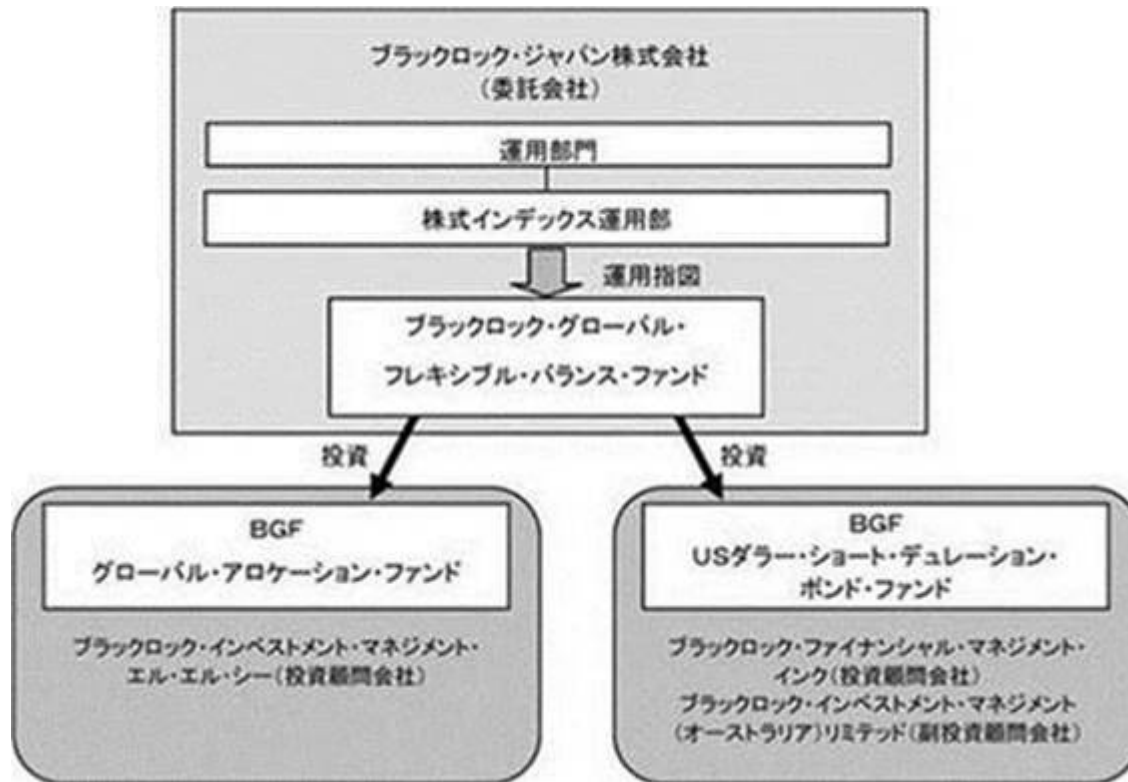 ブラックロック・ジャパン株式会社
(委託会社)
運用部門
株式インデックス運用部
運用指図
ブラックロック・グローバル・
フレキシブル・バランス・ファンド
投資
投資
BGF
グローバル・アロケーション・ファンド
ブラックロック・インベストメント・マネジメント・
エル・エル・シー(投資顧問会社)
BGF
USダラー・ショート・デュレーション・
ボンド・ファンド
ブラックロック・ファイナンシャル・マネジメント・
インク(投資顧問会社)
ブラックロック・インベストメント・マネジメント
(オーストラリア)リミテッド(副投資顧問会社)